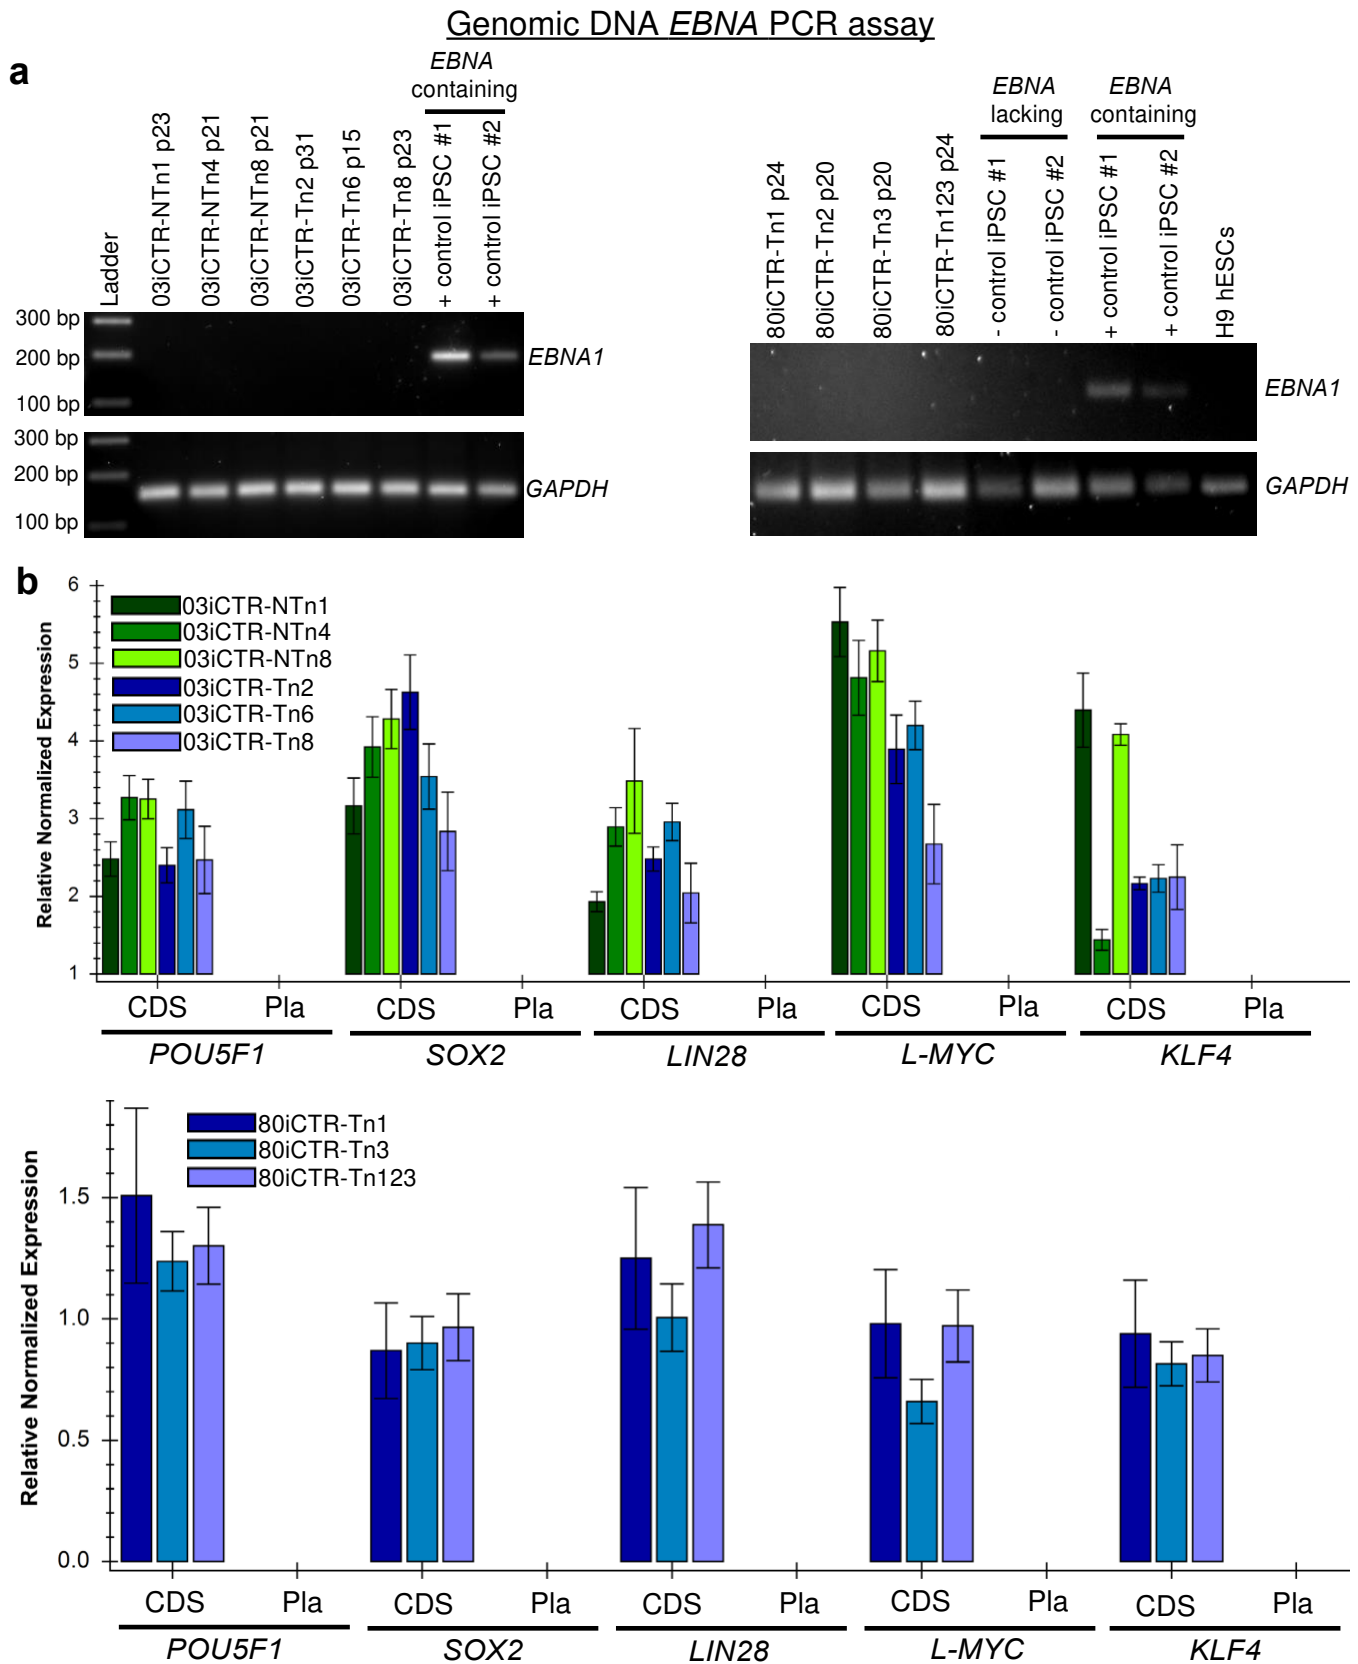 Genomic DNA EBNA PCR assay
a
EBNA
containing
Ladder
03iCTR-NTn1 p23
03iCTR-NTn4 p21
03iCTR-NTn8 p21
03iCTR-Tn2 p31
03iCTR-Tn6 p15
03iCTR-Tn8 p23
+ control iPSC #1
+ control iPSC #2
300 bp
200 bp
100 bp
EBNA1
300 bp
200 bp
100 bp
GAPDH
EBNA
lacking
EBNA
containing
80iCTR-Tn1 p24
80iCTR-Tn2 p20
80iCTR-Tn3 p20
80iCTR-Tn123 p24
- control iPSC #1
- control iPSC #2
+ control iPSC #1
+ control iPSC #2
H9 hESCs
EBNA1
GAPDH
b
Relative Normalized Expression
6
5
4
3
2
1
03iCTR-NTn1
03iCTR-NTn4
03iCTR-NTn8
03iCTR-Tn2
03iCTR-Tn6
03iCTR-Tn8
CDS Pla CDS Pla CDS Pla CDS Pla CDS Pla
POU5F1 SOX2 LIN28 L-MYC KLF4
Relative Normalized Expression
1.5
1.0
0.5
0.0
80iCTR-Tn1
80iCTR-Tn3
80iCTR-Tn123
CDS Pla CDS Pla CDS Pla CDS Pla CDS Pla
POU5F1 SOX2 LIN28 L-MYC KLF4